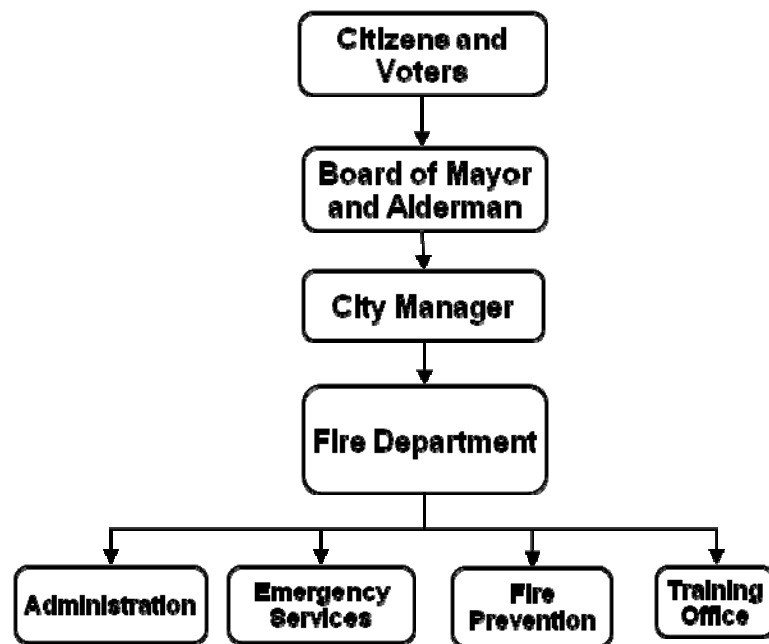 Citizens and
Voters
Board of Mayor
and Alderman
City Manager
Fire Department
Administration
Emergency
Services
Fire
Prevention
Training
Office